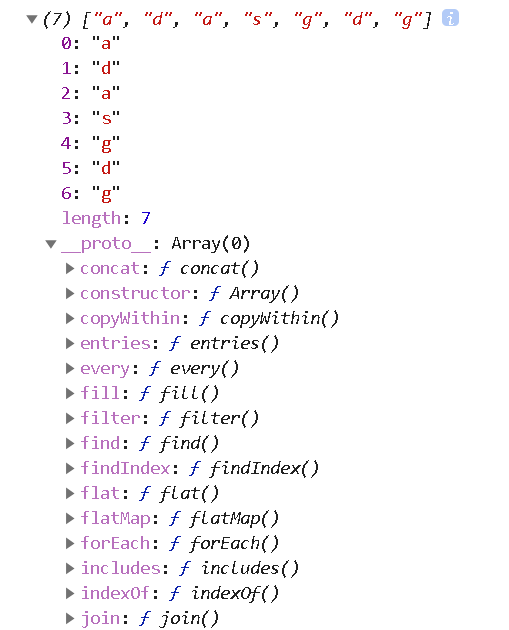 (7) ["a", "d", "a", "s", "g", "d", "g"] i
0: "a"
1: "d"
2: "a"
3: "s"
4: "g"
5: "d"
6: "g"
length: 7
__proto__: Array(0)
concat: ƒ concat()
constructor: ƒ Array()
copyWithin: ƒ copyWithin()
entries: ƒ entries()
every: ƒ every()
fill: ƒ fill()
filter: ƒ filter()
find: ƒ find()
findIndex: ƒ findIndex()
flat: ƒ flat()
flatMap: ƒ flatMap()
forEach: ƒ forEach()
includes: ƒ includes()
indexOf: ƒ indexOf()
join: ƒ join()